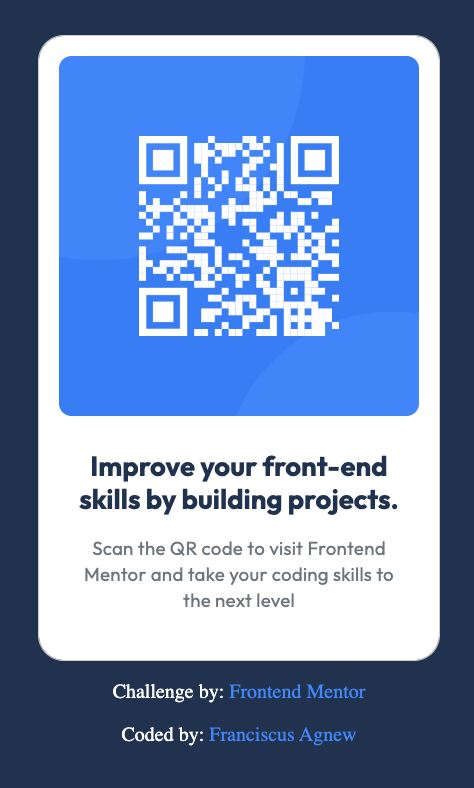 Improve your front-end
skills by building projects.
Scan the QR code to visit Frontend
Mentor and take your coding skills to
the next level
Challenge by: Frontend Mentor
Coded by: Franciscus Agnew